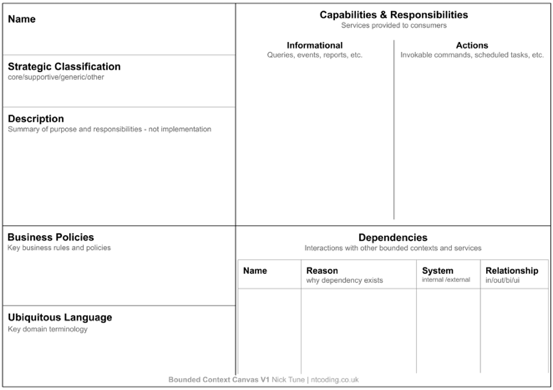 Name
Strategic Classification
core/supportive/generic/other
Description
Summary of purpose and responsibilities - not implementation
Capabilities & Responsibilities
Services provided to consumers
Informational
Queries, events, reports, etc.
Actions
Invokable commands, scheduled tasks, etc.
Business Policies
Key business rules and policies
Ubiquitous Language
Key domain terminology
Dependencies
Interactions with other bounded contexts and services
Name
Reason
why dependency exists
System
internal /external
Relationship
in/out/bi/ui
Bounded Context Canvas V1 Nick Tune | ntcoding.co.uk